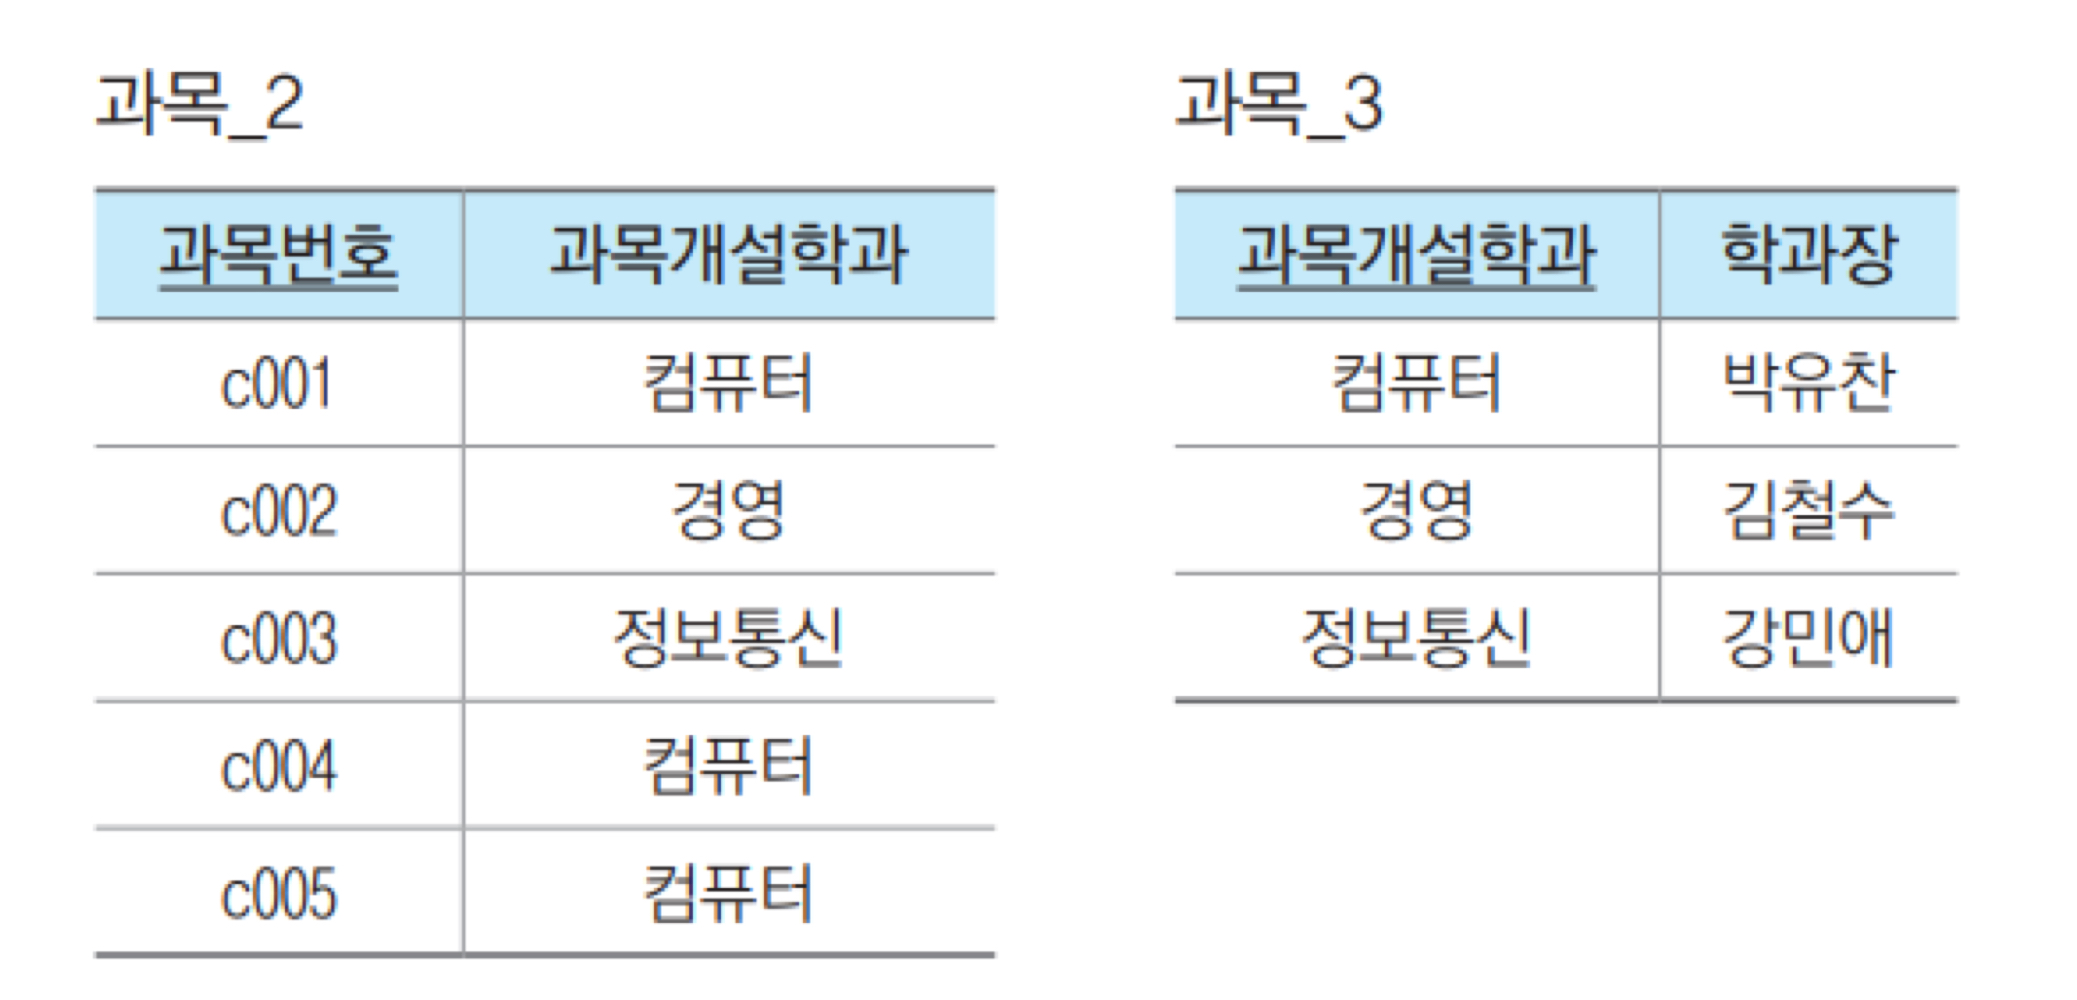 과목_2
과목번호 과목개설학과
c001 컴퓨터
c002 경영
c003 정보통신
c004 컴퓨터
c005 컴퓨터
과목_3
과목개설학과 학과장
컴퓨터 박유찬
경영 김철수
정보통신 강민애